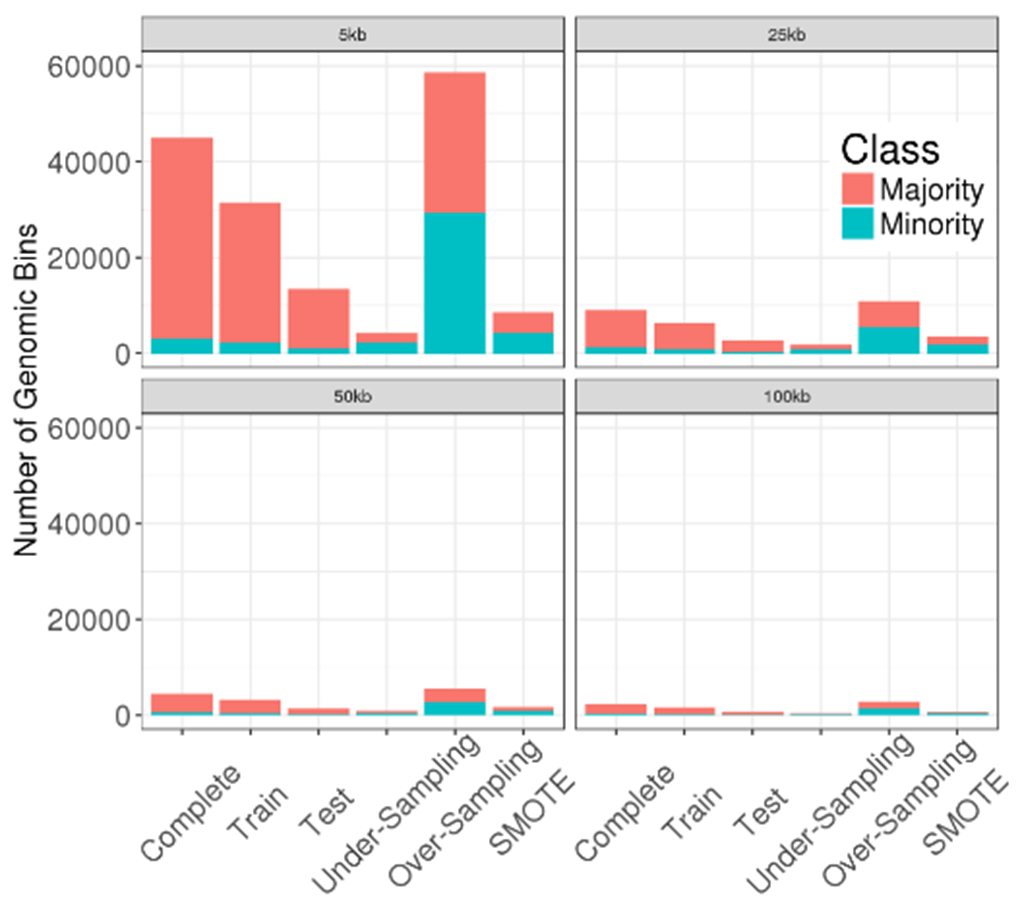 5kb
25kb
60000
40000
20000
0
Class
Majority
Minority
Number of Genomic Bins
50kb
100kb
60000
40000
20000
0
Complete
Train
Test
Under-Sampling
Over-Sampling
SMOTE
Complete
Train
Test
Under-Sampling
Over-Sampling
SMOTE